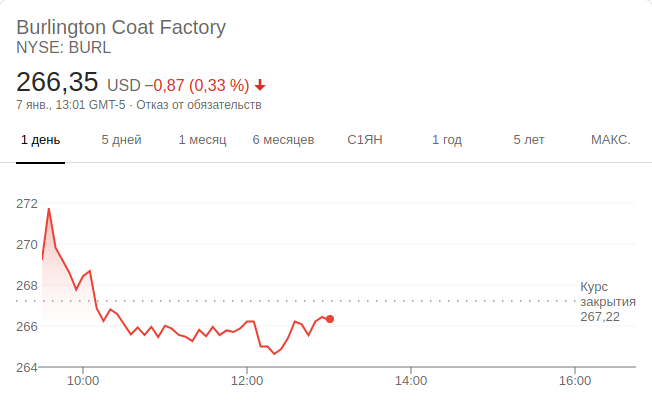 Burlington Coat Factory
NYSE: BURL
266,35 USD −0,87 (0,33 %)
7 янв., 13:01 GMT-5 · Отказ от обязательств
1 день 5 дней 1 месяц 6 месяцев С1ЯН 1 год 5 лет МАКС.
272
270
268
266
264
Курс
закрытия
267,22
10:00 12:00 14:00 16:00